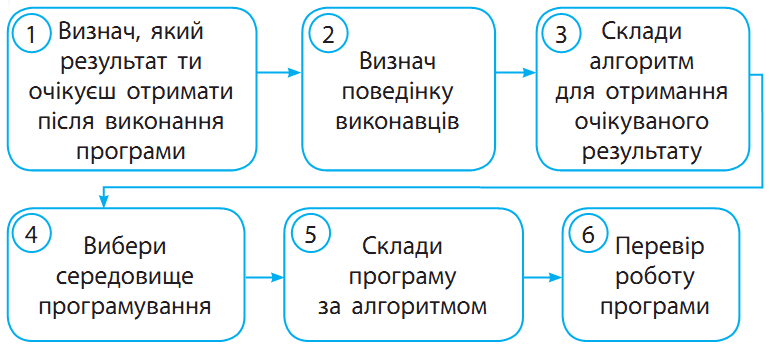 1
Визнач, який
результат ти
очікуєш отримати
після виконання
програми
2
Визнач
поведінку
виконавців
3
Склади
алгоритм
для отримання
очікуваного
результату
4
Вибери
середовище
програмування
5
Склади
програму
за алгоритмом
6
Перевір
роботу
програми